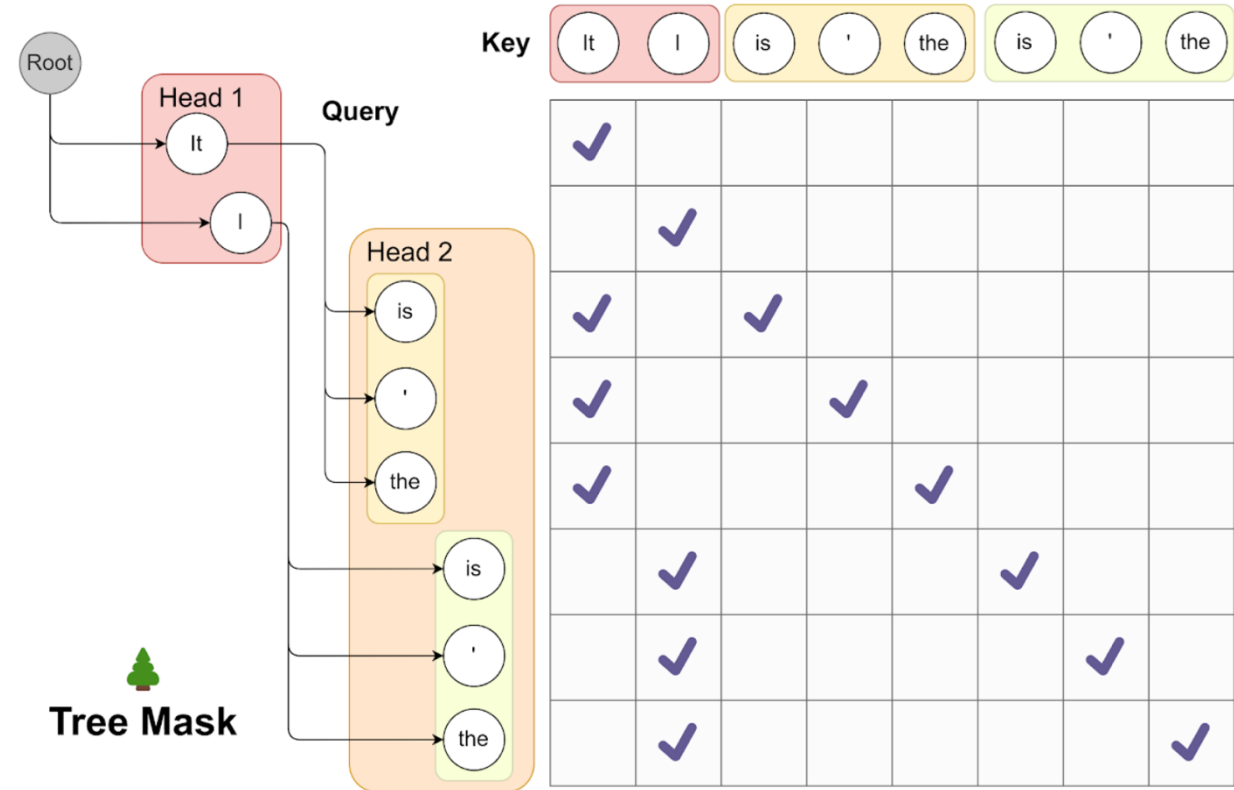 Root
Head 1
It
I
Query
Key
It
I
is
'
the
is
'
the
Head 2
is
'
the
is
'
the
Tree Mask